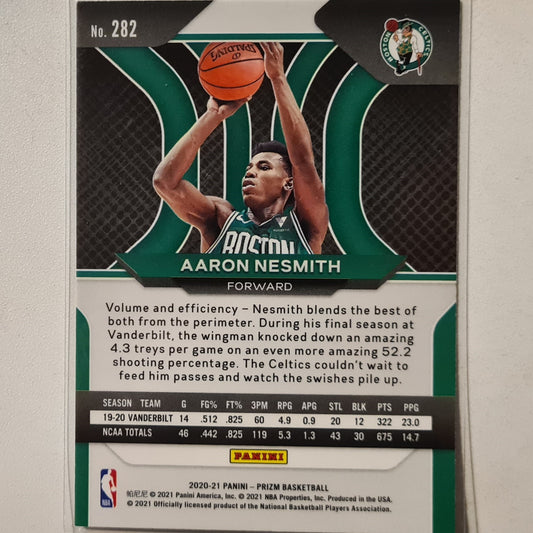 No. 282
BOSTON CELTICS
SPALDING
BOSTON
AARON NESMITH
FORWARD
Volume and efficiency – Nesmith blends the best of
both from the perimeter. During his final season at
Vanderbilt, the wingman knocked down an amazing
4.3 treys per game on an even more amazing 52.2
shooting percentage. The Celtics couldn't wait to
feed him passes and watch the swishes pile up.
SEASON TEAM G FG% FT% 3PM RPG APG STL BLK PTS PPG
19-20 VANDERBILT 14 .512 .825 60 4.9 0.9 20 12 322 23.0
NCAA TOTALS 46 .442 .825 119 5.3 1.3 43 30 675 14.7
PANINI
NBA
2020-21 PANINI – PRIZM BASKETBALL
帕尼尼 © 2021 Panini America, Inc. © 2021 NBA Properties, Inc. Produced in the USA.
© 2021 Officially licensed product of the National Basketball Players Association.